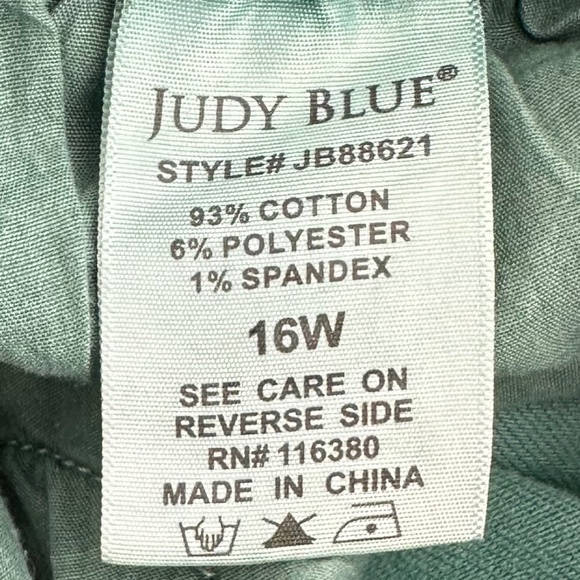 JUDY BLUE®
STYLE# JB88621
93% COTTON
6% POLYESTER
1% SPANDEX
16W
SEE CARE ON
REVERSE SIDE
RN# 116380
MADE IN CHINA